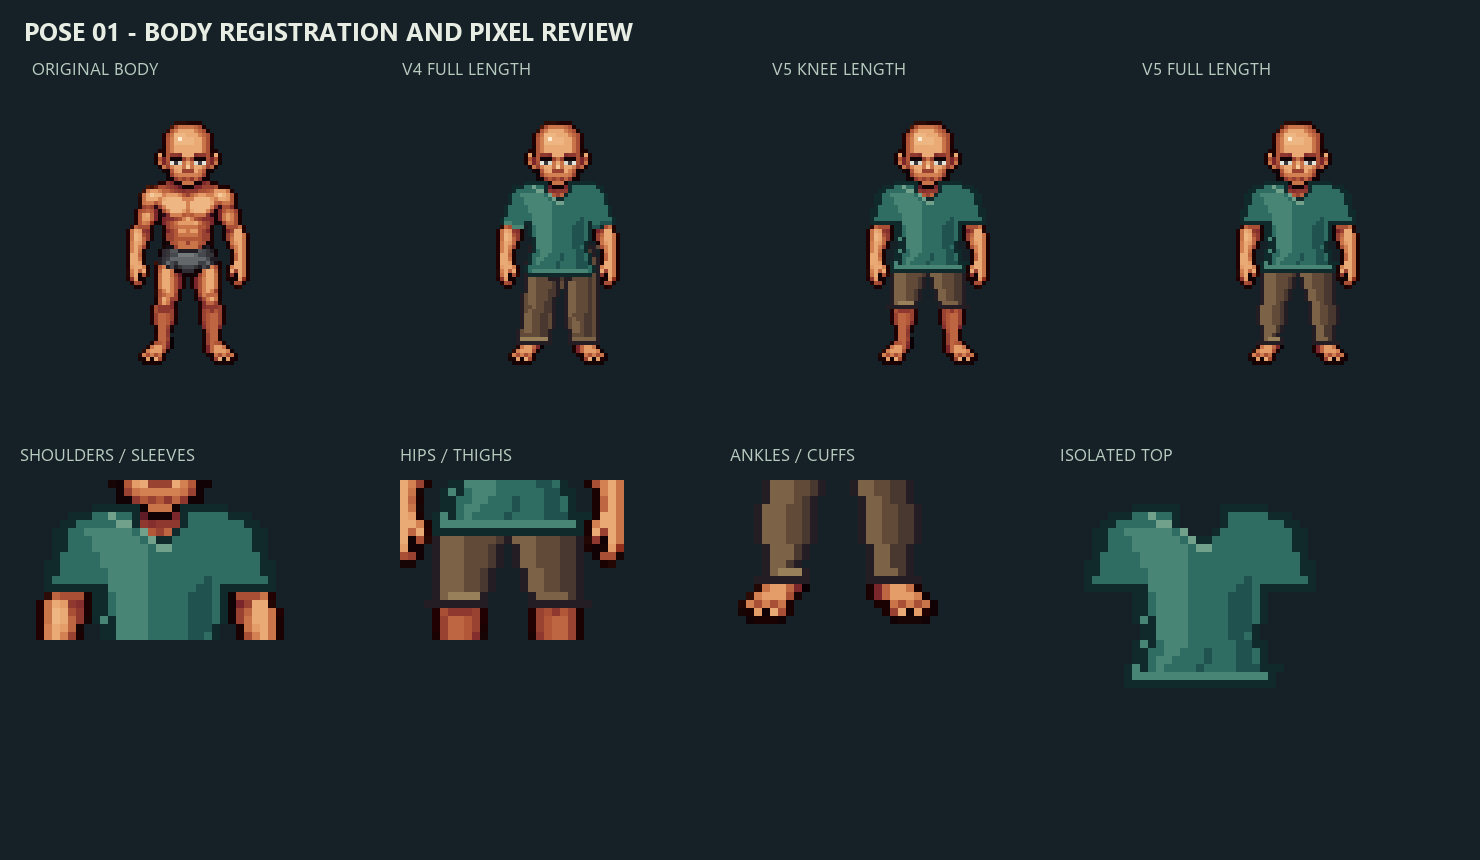 POSE 01 - BODY REGISTRATION AND PIXEL REVIEW
ORIGINAL BODY
V4 FULL LENGTH
V5 KNEE LENGTH
V5 FULL LENGTH
SHOULDERS / SLEEVES
HIPS / THIGHS
ANKLES / CUFFS
ISOLATED TOP